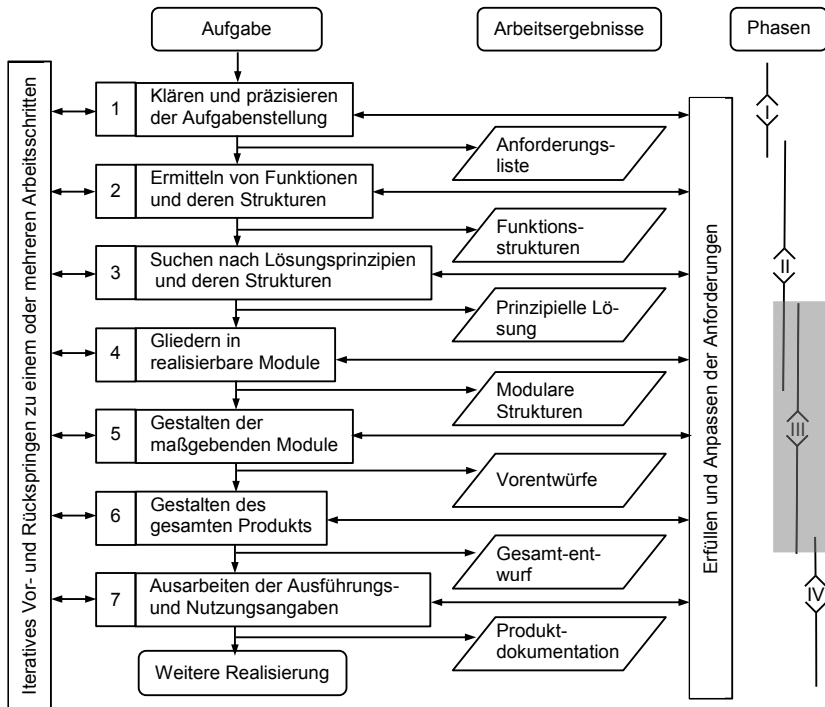 Aufgabe
Arbeitsergebnisse
Phasen
Iteratives Vor- und Rückspringen zu einem oder mehreren Arbeitsschritten
1
Klären und präzisieren
der Aufgabenstellung
Anforderungs-
liste
2
Ermitteln von Funktionen
und deren Strukturen
Funktions-
strukturen
3
Suchen nach Lösungsprinzipien
und deren Strukturen
Prinzipielle Lö-
sung
4
Gliedern in
realisierbare Module
Modulare
Strukturen
5
Gestalten der
maßgebenden Module
Vorentwürfe
6
Gestalten des
gesamten Produkts
Gesamt-ent-
wurf
7
Ausarbeiten der Ausführungs-
und Nutzungsangaben
Produkt-
dokumentation
Weitere Realisierung
Erfüllen und Anpassen der Anforderungen
I
II
III
IV